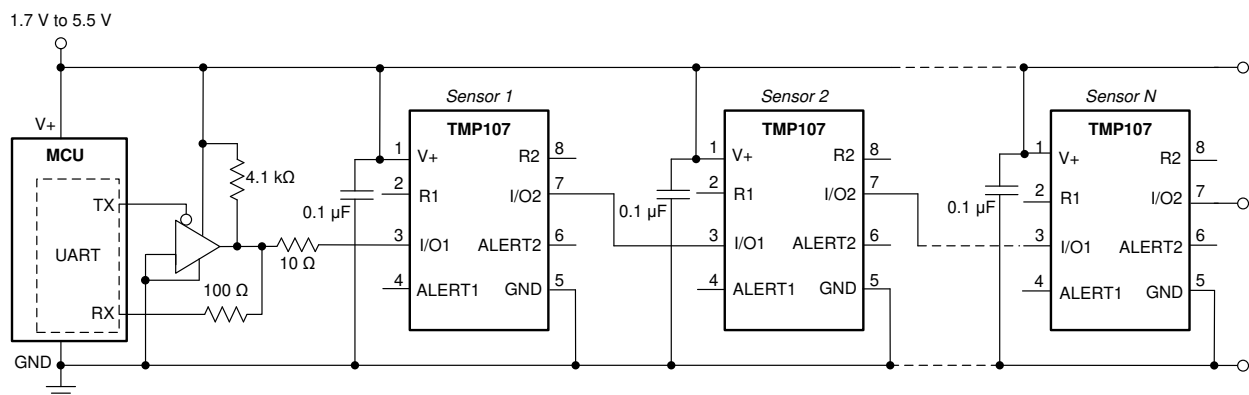 1.7 V to 5.5 V
V+
MCU
TX
UART
RX
GND
4.1 kΩ
10 Ω
100 Ω
0.1 µF
Sensor 1
TMP107
1
V+
2
R1
3
I/O1
4
ALERT1
R2
8
I/O2
7
ALERT2
6
GND
5
0.1 µF
Sensor 2
TMP107
1
V+
2
R1
3
I/O1
4
ALERT1
R2
8
I/O2
7
ALERT2
6
GND
5
0.1 µF
Sensor N
TMP107
1
V+
2
R1
3
I/O1
4
ALERT1
R2
8
I/O2
7
ALERT2
6
GND
5